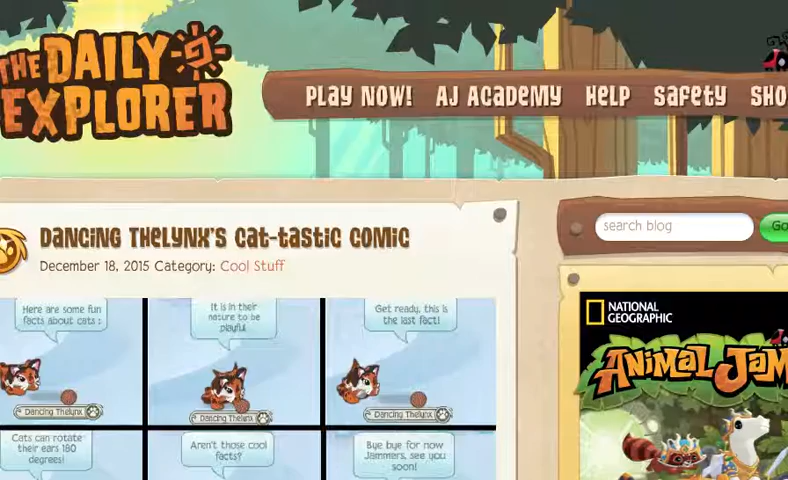 THE DAILY
EXPLORER
PLAY NOW! AJ ACADEMY HELP SAFETY SHO
DANCING THELYNX'S CAT-TASTIC COMIC
December 18, 2015 Category: Cool Stuff
search blog
Go
Here are some fun
facts about cats :
It is in their
nature to be
playful.
Get ready, this is
the last fact!
Dancing Thelynx
Dancing Thelynx
Dancing Thelynx
Cats can rotate
their ears 180
degrees!
Aren't those cool
facts?
Bye bye for now
Jammers, see you
soon!
NATIONAL
GEOGRAPHIC
ANIMAL JAM